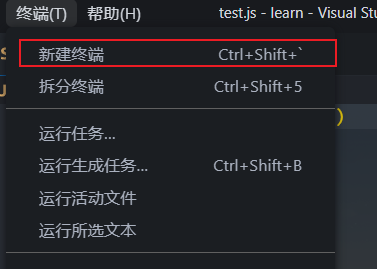 终端(T) 帮助(H) test.js - learn - Visual Stu
新建终端 Ctrl+Shift+`
拆分终端 Ctrl+Shift+5
运行任务...
运行生成任务... Ctrl+Shift+B
运行活动文件
运行所选文本